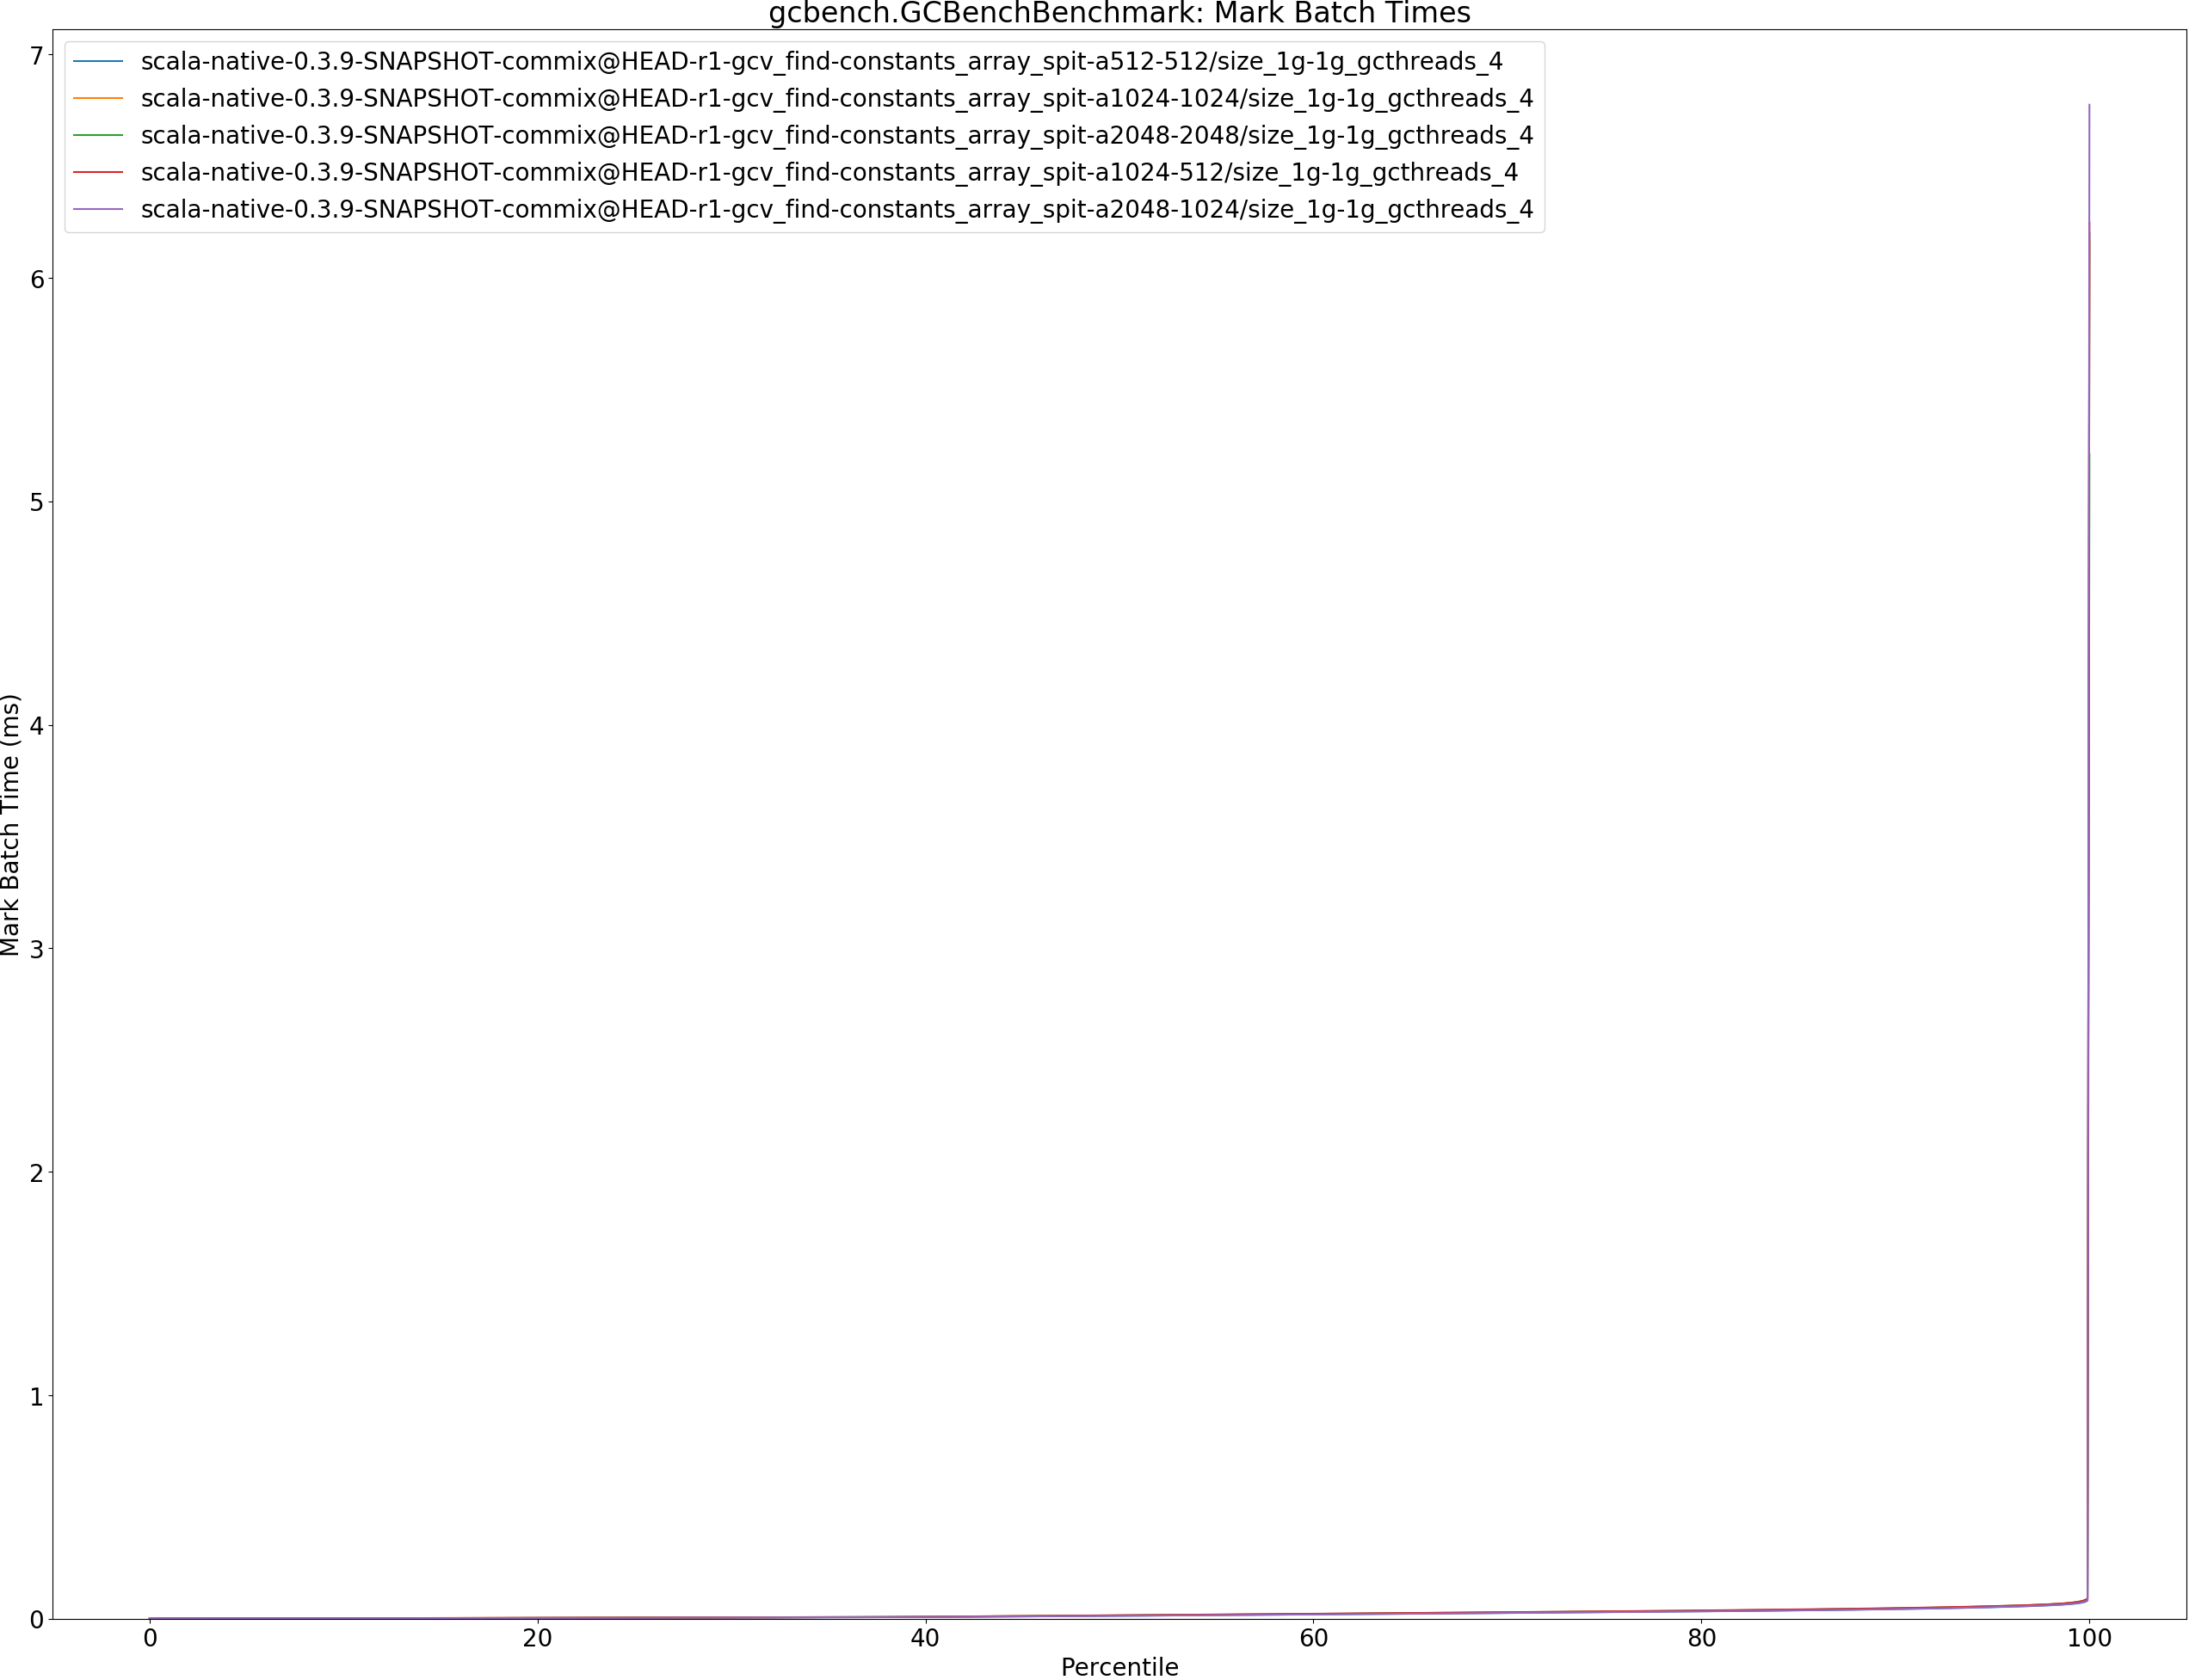 gcbench.GCBenchBenchmark: Mark Batch Times
scala-native-0.3.9-SNAPSHOT-commix@HEAD-r1-gcv_find-constants_array_spit-a512-512/size_1g-1g_gcthreads_4
scala-native-0.3.9-SNAPSHOT-commix@HEAD-r1-gcv_find-constants_array_spit-a1024-1024/size_1g-1g_gcthreads_4
scala-native-0.3.9-SNAPSHOT-commix@HEAD-r1-gcv_find-constants_array_spit-a2048-2048/size_1g-1g_gcthreads_4
scala-native-0.3.9-SNAPSHOT-commix@HEAD-r1-gcv_find-constants_array_spit-a1024-512/size_1g-1g_gcthreads_4
scala-native-0.3.9-SNAPSHOT-commix@HEAD-r1-gcv_find-constants_array_spit-a2048-1024/size_1g-1g_gcthreads_4
Mark Batch Time (ms)
7
6
5
4
3
2
1
0
0 20 40 60 80 100
Percentile